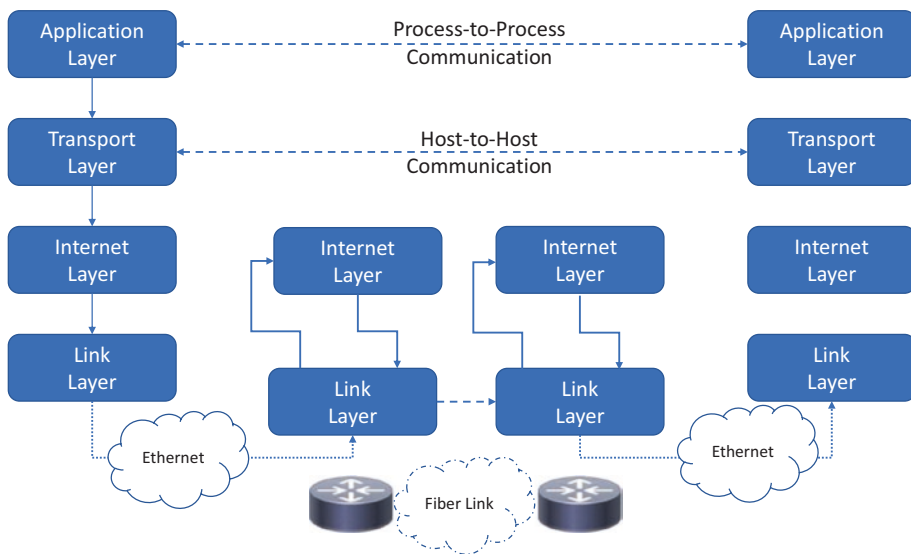 Application
Layer
Process-to-Process
Communication
Application
Layer
Transport
Layer
Host-to-Host
Communication
Transport
Layer
Internet
Layer
Internet
Layer
Internet
Layer
Internet
Layer
Link
Layer
Link
Layer
Link
Layer
Link
Layer
Ethernet
Fiber Link
Ethernet